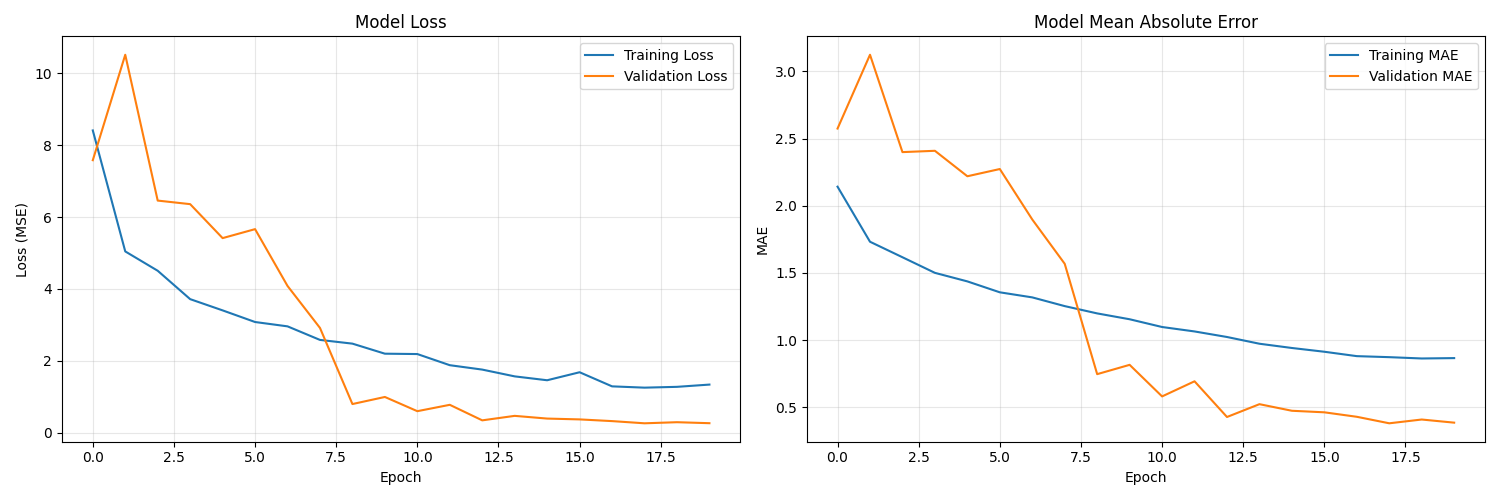 Model Loss
Training Loss
Validation Loss
10
8
6
4
2
0
Loss (MSE)
0.0 2.5 5.0 7.5 10.0 12.5 15.0 17.5
Epoch
Model Mean Absolute Error
Training MAE
Validation MAE
3.0
2.5
2.0
1.5
1.0
0.5
MAE
0.0 2.5 5.0 7.5 10.0 12.5 15.0 17.5
Epoch